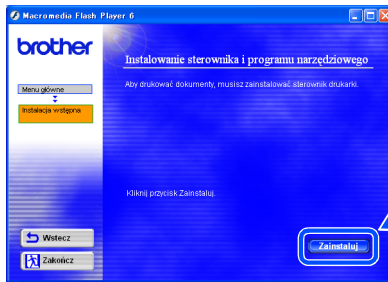 Macromedia Flash Player 6
brother
Instalowanie sterownika i programu narzędziowego
Aby drukować dokumenty, musisz zainstalować sterownik drukarki.
Menu główne
Instalacja wstępna
Kliknij przycisk Zainstaluj.
Wstecz
Zakończ
Zainstaluj